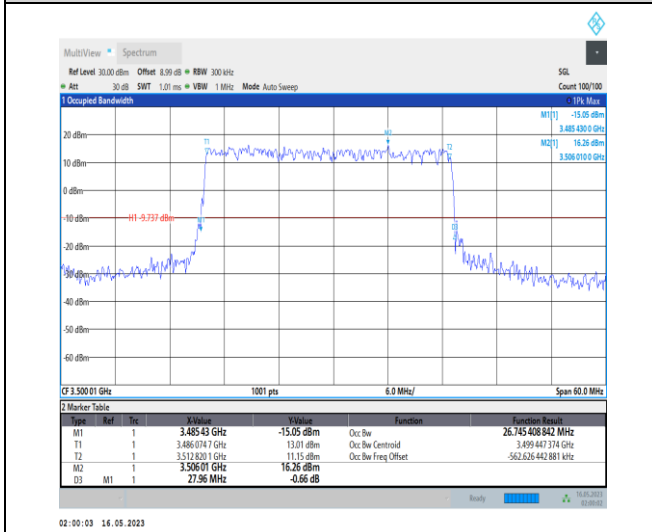 MultiView Spectrum
Ref Level 30.00 dBm Offset 8.99 dB RBW 300 kHz SGL
Att 30 dB SWT 1.01 ms VBW 1 MHz Mode Auto Sweep Count 100/100
1 Occupied Bandwidth 1Pk Max
M1[1] -15.05 dBm
3.485 430 0 GHz
M2[1] 16.26 dBm
3.506 010 0 GHz
20 dBm
M2
T1
T2
10 dBm
0 dBm
-10 dBm
H1 -9.737 dBm
D3
-20 dBm
-30 dBm
-40 dBm
-50 dBm
-60 dBm
CF 3.500 01 GHz 1001 pts 6.0 MHz/ Span 60.0 MHz
2 Marker Table
Type Ref Trc X-Value Y-Value Function Function Result
M1 1 3.485 43 GHz -15.05 dBm Occ Bw 26.745 408 842 MHz
T1 1 3.486 074 7 GHz 13.01 dBm Occ Bw Centroid 3.499 447 374 GHz
T2 1 3.512 820 1 GHz 11.15 dBm Occ Bw Freq Offset -562.626 442 881 kHz
M2 1 3.506 01 GHz 16.26 dBm
D3 M1 1 27.96 MHz -0.66 dB
Ready 16.05.2023
02:00:02
02:00:03 16.05.2023